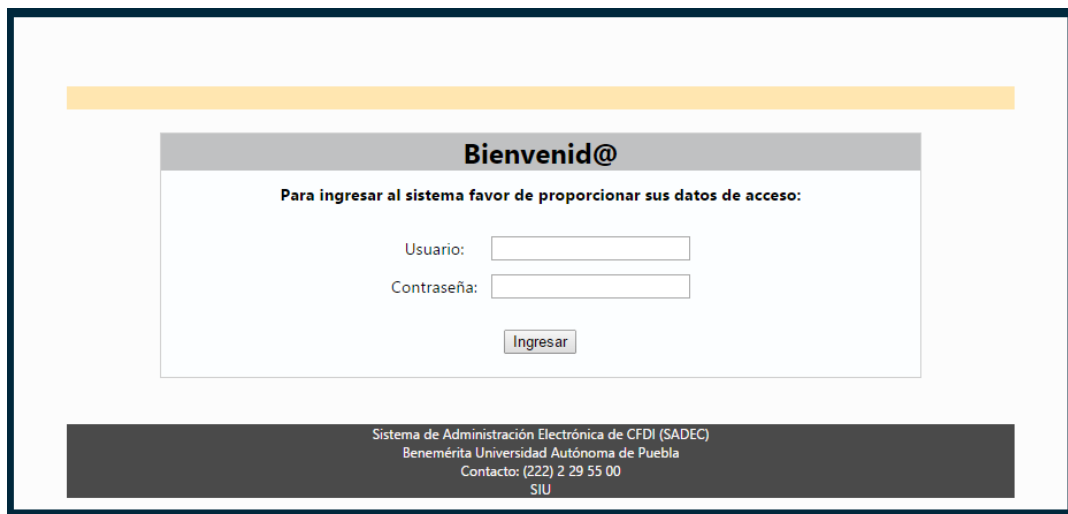 Bienvenid@
Para ingresar al sistema favor de proporcionar sus datos de acceso:
Usuario:
Contraseña:
Ingresar
Sistema de Administración Electrónica de CFDI (SADEC)
Benemérita Universidad Autónoma de Puebla
Contacto: (222) 2 29 55 00
SIU